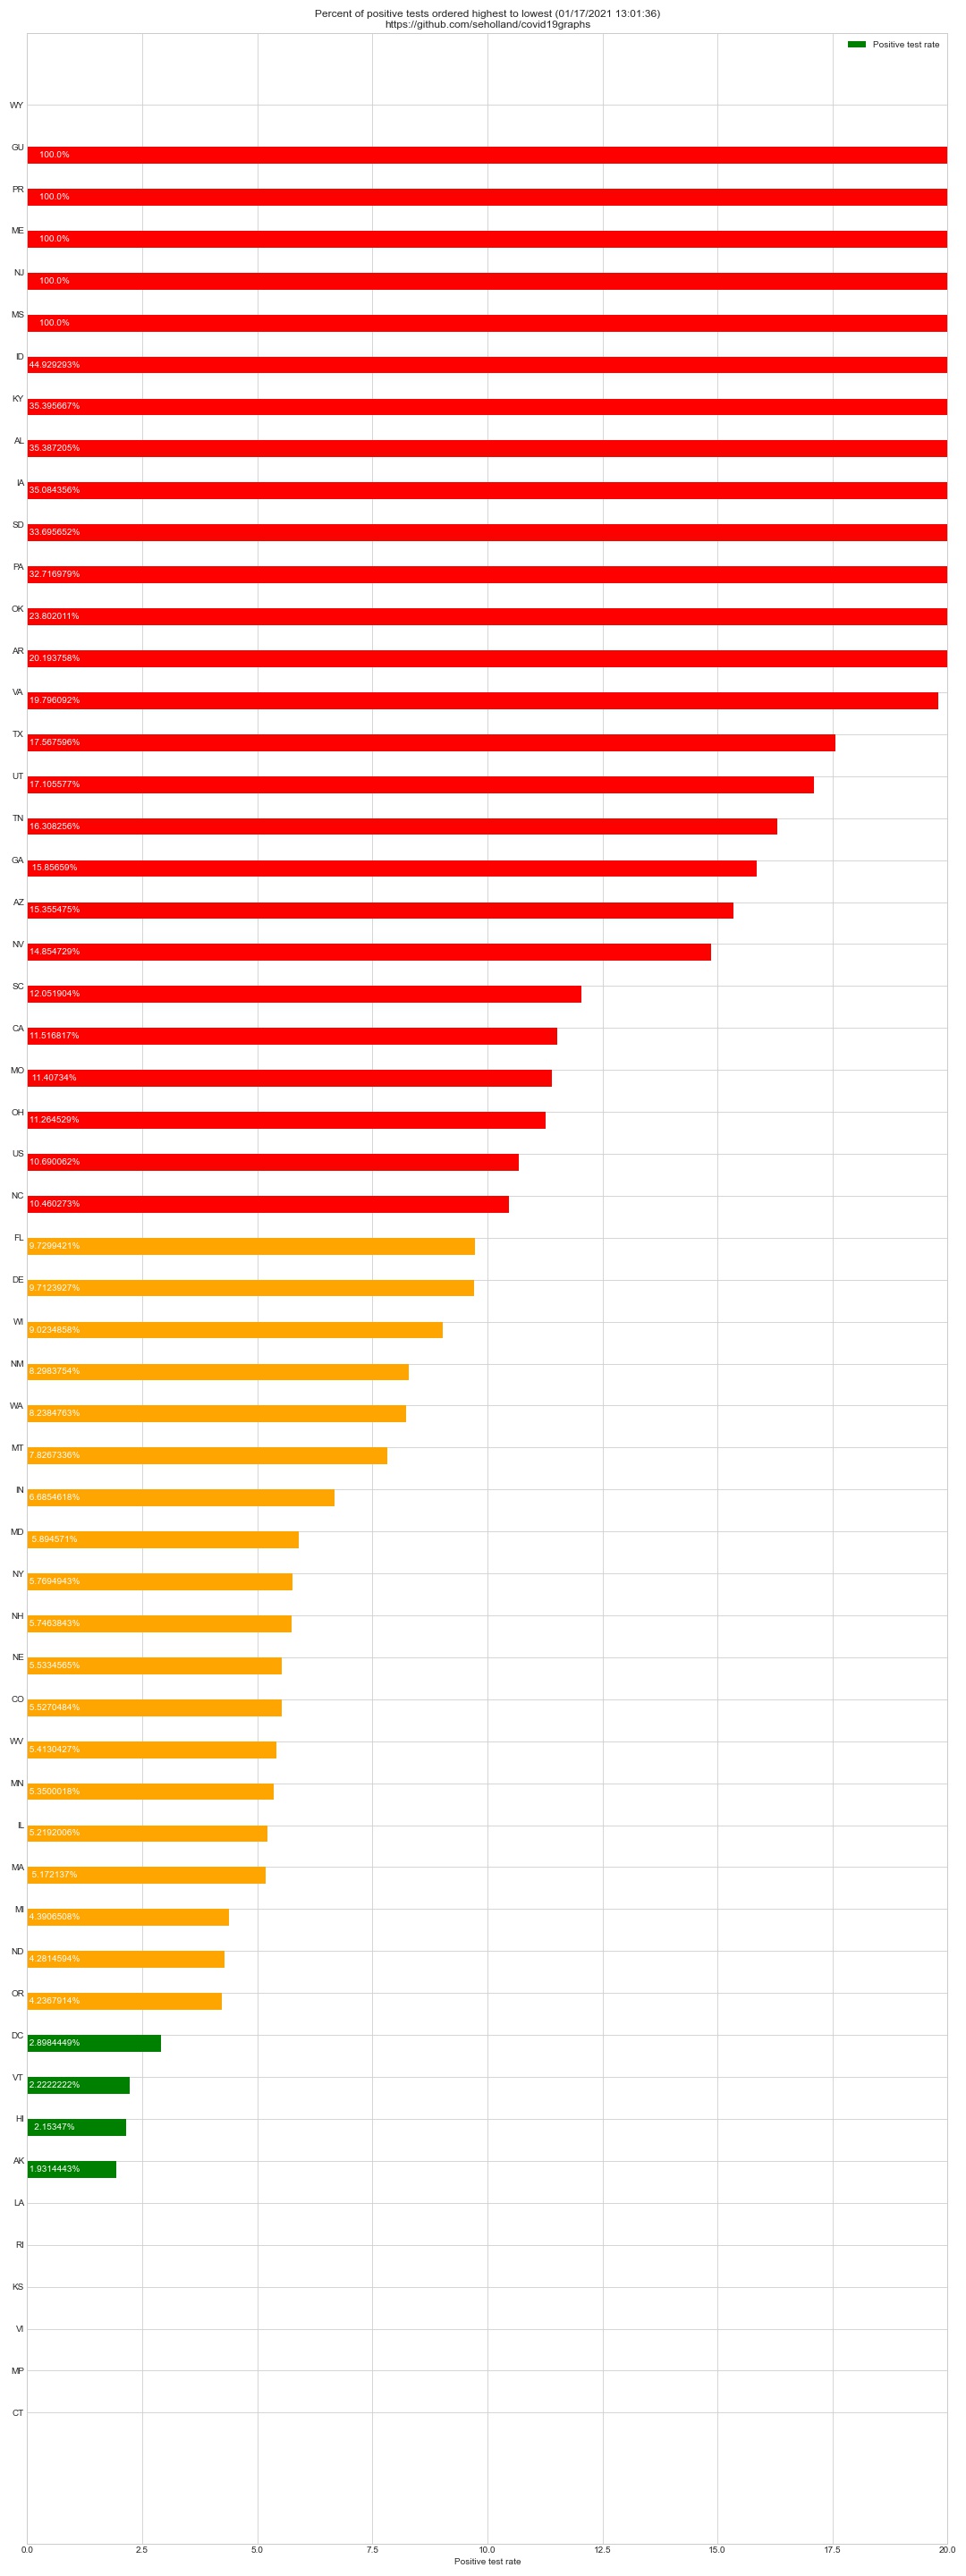 Percent of positive tests ordered highest to lowest (01/17/2021 13:01:36)
https://github.com/seholland/covid19graphs
Positive test rate
WY
GU 100.0%
PR 100.0%
ME 100.0%
NJ 100.0%
MS 100.0%
ID 44.929293%
KY 35.395667%
AL 35.387205%
IA 35.084356%
SD 33.695652%
PA 32.716979%
OK 23.802011%
AR 20.193758%
VA 19.796092%
TX 17.567596%
UT 17.105577%
TN 16.308256%
GA 15.85659%
AZ 15.355475%
NV 14.854729%
SC 12.051904%
CA 11.516817%
MO 11.40734%
OH 11.264529%
US 10.690062%
NC 10.460273%
FL 9.7299421%
DE 9.7123927%
WI 9.0234858%
NM 8.2983754%
WA 8.2384763%
MT 7.8267336%
IN 6.6854618%
MD 5.894571%
NY 5.7694943%
NH 5.7463843%
NE 5.5334565%
CO 5.5270484%
WV 5.4130427%
MN 5.3500018%
IL 5.2192006%
MA 5.172137%
MI 4.3906508%
ND 4.2814594%
OR 4.2367914%
DC 2.8984449%
VT 2.2222222%
HI 2.15347%
AK 1.9314443%
LA
RI
KS
VI
MP
CT
0.0 2.5 5.0 7.5 10.0 12.5 15.0 17.5 20.0
Positive test rate